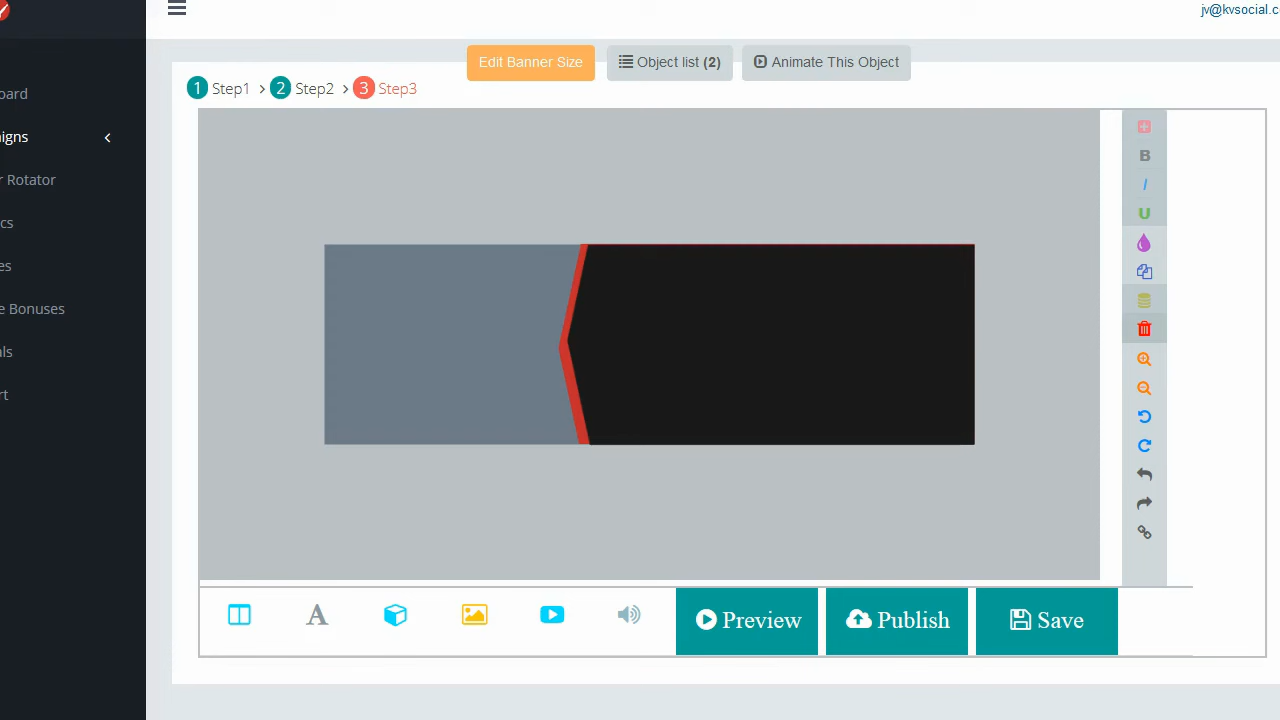 jv@kvsocial.c
Edit Banner Size
Object list (2)
Animate This Object
1 Step1 > 2 Step2 > 3 Step3
oard
igns
r Rotator
cs
es
e Bonuses
als
rt
B
I
U
A
Preview
Publish
Save